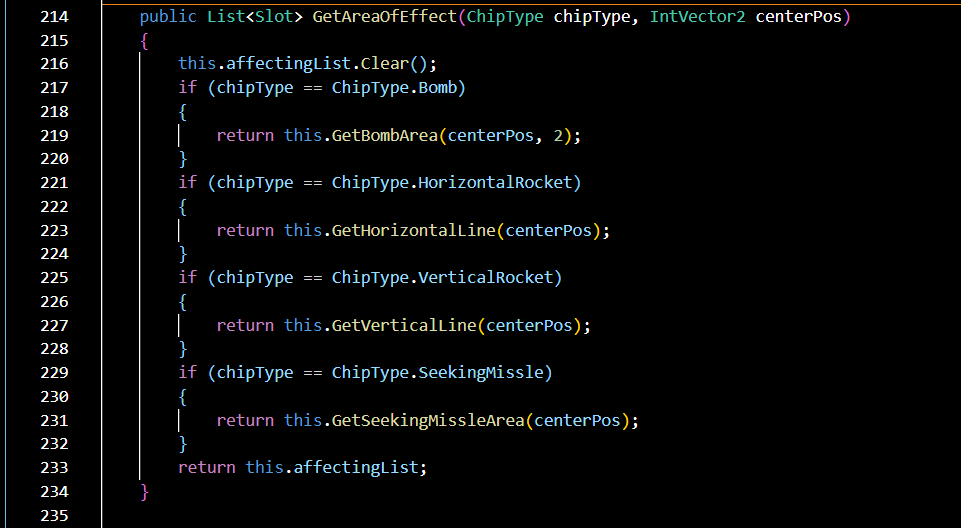 214 public List<Slot> GetAreaOfEffect(ChipType chipType, IntVector2 centerPos)
215 {
216 this.affectingList.Clear();
217 if (chipType == ChipType.Bomb)
218 {
219 return this.GetBombArea(centerPos, 2);
220 }
221 if (chipType == ChipType.HorizontalRocket)
222 {
223 return this.GetHorizontalLine(centerPos);
224 }
225 if (chipType == ChipType.VerticalRocket)
226 {
227 return this.GetVerticalLine(centerPos);
228 }
229 if (chipType == ChipType.SeekingMissle)
230 {
231 return this.GetSeekingMissleArea(centerPos);
232 }
233 return this.affectingList;
234 }
235